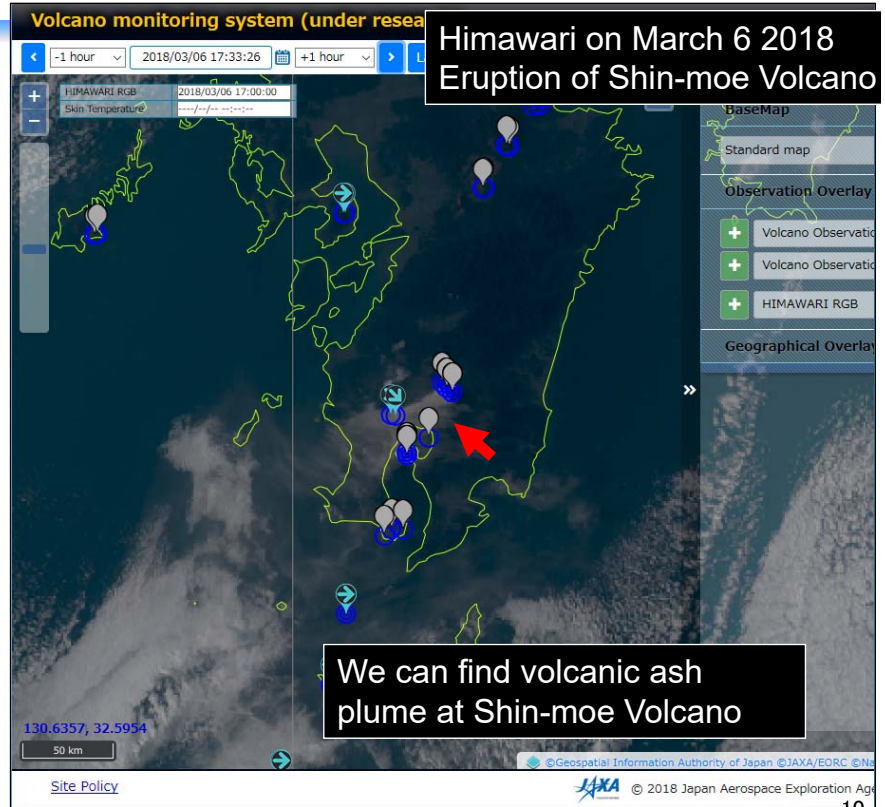 Volcano monitoring system (under resea
Himawari on March 6 2018
Eruption of Shin-moe Volcano
-1 hour
2018/03/06 17:33:26
+1 hour
HIMAWARI RGB 2018/03/06 17:00:00
Skin Temperature ----/--/-- --:--:--
BaseMap
Standard map
Observation Overlay
+ Volcano Observatio
+ Volcano Observatio
+ HIMAWARI RGB
Geographical Overlay
»
We can find volcanic ash
plume at Shin-moe Volcano
130.6357, 32.5954
50 km
©Geospatial Information Authority of Japan ©JAXA/EORC ©Na
Site Policy
JAXA © 2018 Japan Aerospace Exploration Age